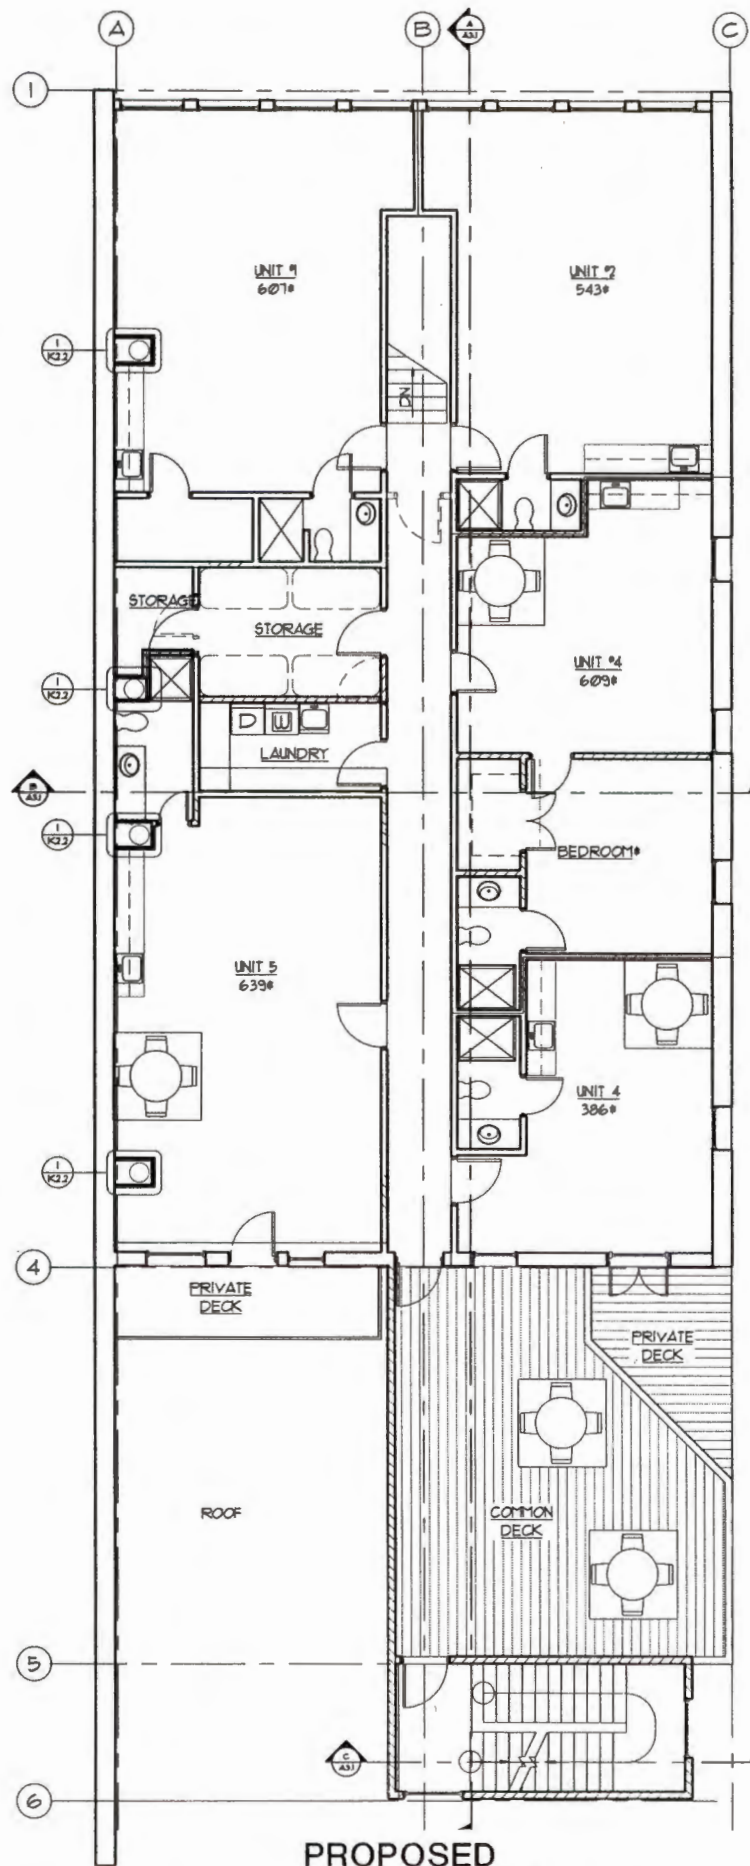 A
B
A
A3.1
C
1
UNIT #1
607#
UNIT #2
543#
1
K2.2
DN
STORAGE
STORAGE
UNIT #4
609#
1
K2.2
D
W
LAUNDRY
B
A3.1
1
K2.2
BEDROOM#
UNIT 5
639#
UNIT 4
386#
1
K2.2
4
PRIVATE
DECK
PRIVATE
DECK
ROOF
COMMON
DECK
5
C
A3.1
6
PROPOSED